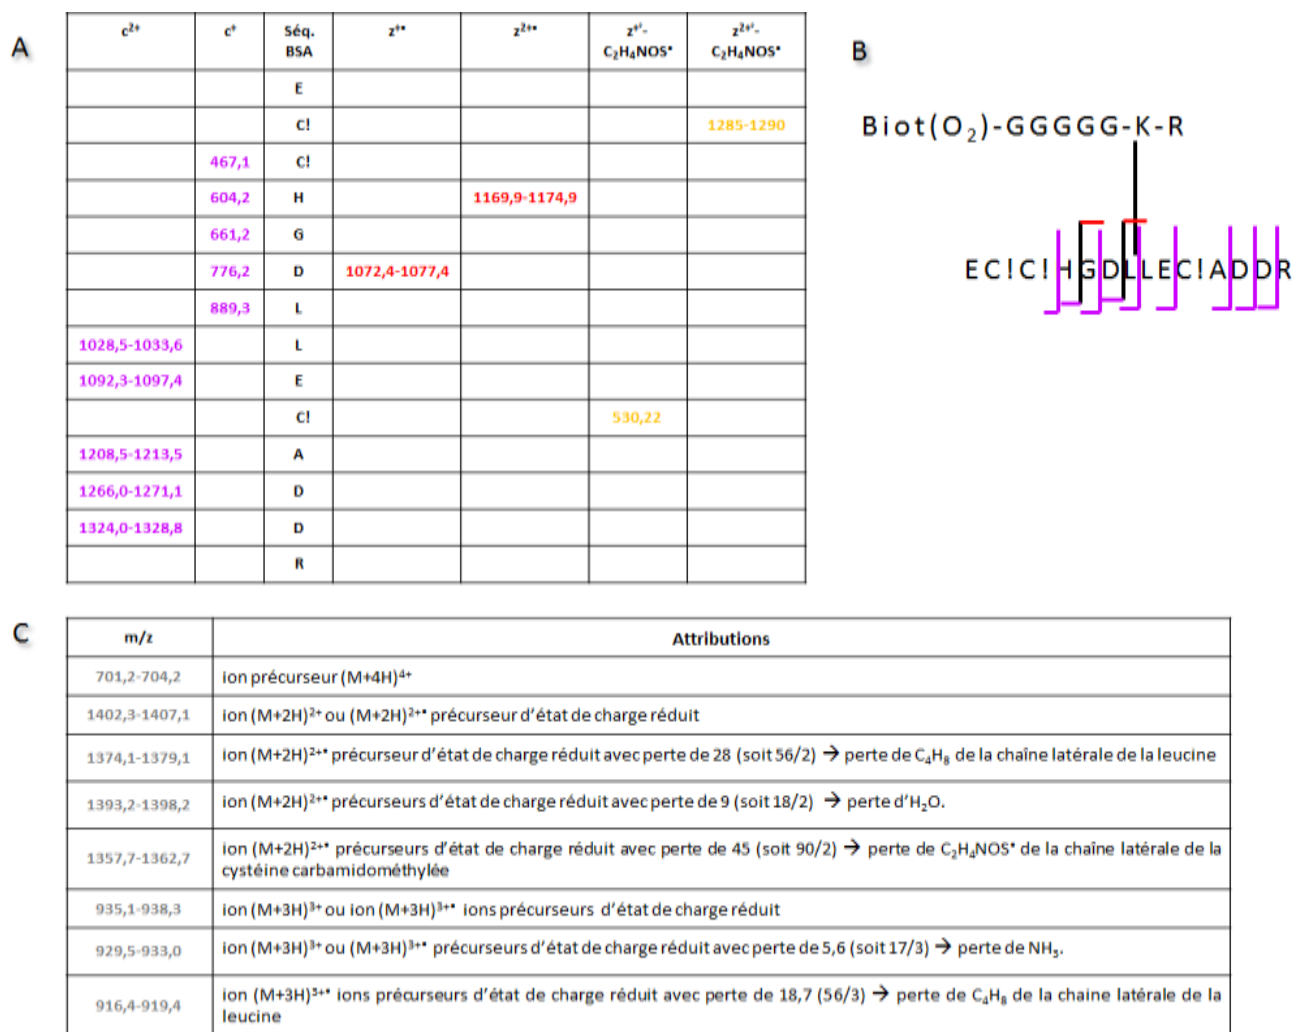 A
c²⁺ c⁺ Séq. BSA z⁺• z²⁺• z⁺'- C₂H₄NOS• z²⁺'- C₂H₄NOS•
E
C! 1285-1290
467,1 C!
604,2 H 1169,9-1174,9
661,2 G
776,2 D 1072,4-1077,4
889,3 L
1028,5-1033,6 L
1092,3-1097,4 E
C! 530,22
1208,5-1213,5 A
1266,0-1271,1 D
1324,0-1328,8 D
R
B
Biot(O₂)-GGGGG-K-R
EC!C!HGDLLEC!ADDR
C
m/z Attributions
701,2-704,2 ion précurseur (M+4H)⁴⁺
1402,3-1407,1 ion (M+2H)²⁺ ou (M+2H)²⁺• précurseur d'état de charge réduit
1374,1-1379,1 ion (M+2H)²⁺• précurseur d'état de charge réduit avec perte de 28 (soit 56/2) → perte de C₄H₈ de la chaîne latérale de la leucine
1393,2-1398,2 ion (M+2H)²⁺• précurseurs d'état de charge réduit avec perte de 9 (soit 18/2) → perte d'H₂O.
1357,7-1362,7 ion (M+2H)²⁺• précurseurs d'état de charge réduit avec perte de 45 (soit 90/2) → perte de C₂H₄NOS• de la chaîne latérale de la
cystéine carbamidométhylée
935,1-938,3 ion (M+3H)³⁺ ou ion (M+3H)³⁺• ions précurseurs d'état de charge réduit
929,5-933,0 ion (M+3H)³⁺ ou (M+3H)³⁺• précurseurs d'état de charge réduit avec perte de 5,6 (soit 17/3) → perte de NH₃.
916,4-919,4 ion (M+3H)³⁺• ions précurseurs d'état de charge réduit avec perte de 18,7 (56/3) → perte de C₄H₈ de la chaine latérale de la
leucine